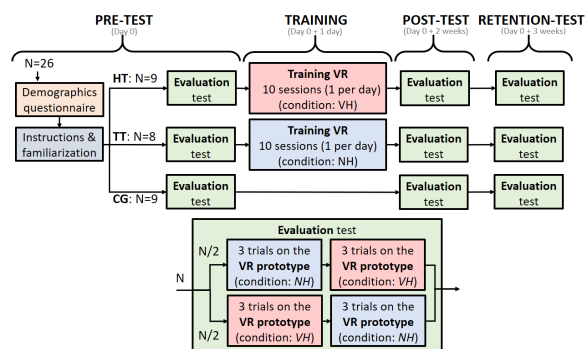 PRE-TEST
(Day 0)
TRAINING
(Day 0 + 1 day)
POST-TEST
(Day 0 + 2 weeks)
RETENTION-TEST
(Day 0 + 3 weeks)
N=26
Demographics
questionnaire
Instructions &
familiarization
HT: N=9
Evaluation
test
Training VR
10 sessions (1 per day)
(condition: VH)
Evaluation
test
Evaluation
test
TT: N=8
Evaluation
test
Training VR
10 sessions (1 per day)
(condition: NH)
Evaluation
test
Evaluation
test
CG: N=9
Evaluation
test
Evaluation
test
Evaluation
test
Evaluation test
N
N/2
3 trials on the
VR prototype
(condition: NH)
3 trials on the
VR prototype
(condition: VH)
N/2
3 trials on the
VR prototype
(condition: VH)
3 trials on the
VR prototype
(condition: NH)